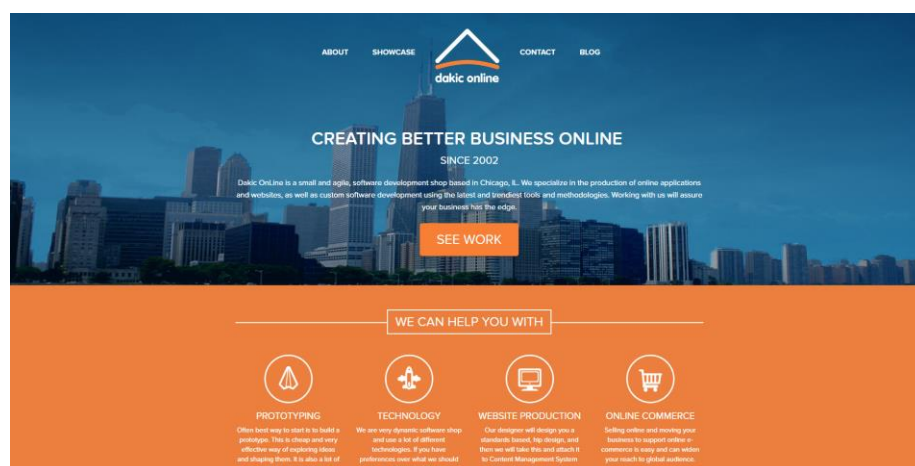 ABOUT SHOWCASE CONTACT BLOG
dakic online
CREATING BETTER BUSINESS ONLINE
SINCE 2002
Dakic OnLine is a small and agile, software development shop based in Chicago, IL. We specialize in the production of online applications
and websites, as well as custom software development using the latest and trendiest tools and methodologies. Working with us will assure
your business has the edge.
SEE WORK
WE CAN HELP YOU WITH
PROTOTYPING
Often best way to start is to build a
prototype. This is cheap and very
effective way of exploring ideas
and shaping them. It is also a lot of
TECHNOLOGY
We are very dynamic software shop
and use a lot of different
technologies. If you have
preferences over what we should
WEBSITE PRODUCTION
Our designer will design you a
standards based, hip design, and
then we will take this and attach it
to Content Management System
ONLINE COMMERCE
Selling online and moving your
business to support online e-
commerce is easy and can widen
your reach to global audience.